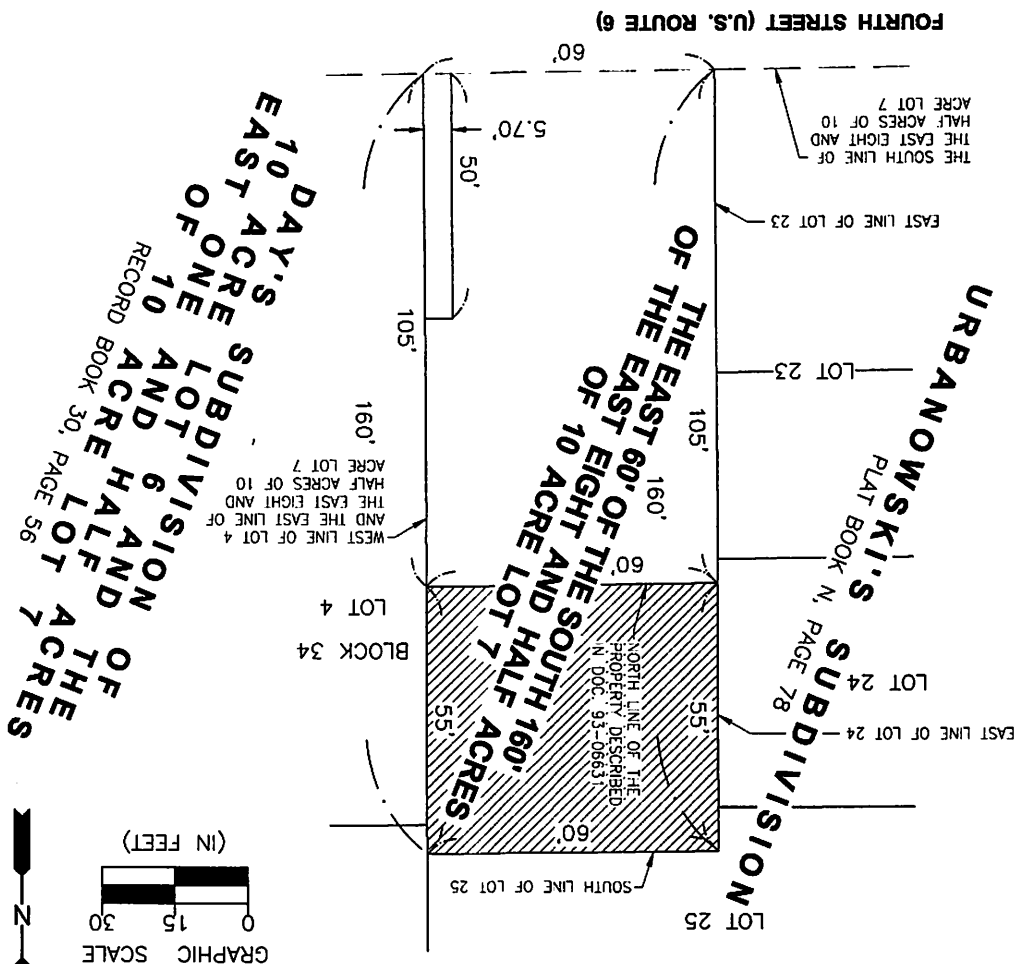 FOURTH STREET (U.S. ROUTE 6)
60'
THE SOUTH LINE OF
THE EAST EIGHT AND
HALF ACRES OF 10
ACRE LOT 7
5.70'
50'
EAST LINE OF LOT 23
LOT 23
105'
160'
105'
160'
WEST LINE OF LOT 4
AND THE EAST LINE OF
THE EAST EIGHT AND
HALF ACRES OF 10
ACRE LOT 7
THE EAST 60' OF THE SOUTH 160'
OF THE EAST EIGHT AND HALF ACRES
OF 10 ACRE LOT 7
10 DAY'S
EAST ACRE SUBDIVISION OF
ONE LOT 6 AND THE
EAST OF 10 AND HALF ACRES
OF 10 ACRE LOT 7
RECORD BOOK 30, PAGE 56
URBANOWSKI'S SUBDIVISION
PLAT BOOK N, PAGE 78
60'
LOT 4
BLOCK 34
NORTH LINE OF THE
PROPERTY DESCRIBED
IN DOC. 93-06631
55'
55'
LOT 24
EAST LINE OF LOT 24
60'
SOUTH LINE OF LOT 25
LOT 25
N
GRAPHIC SCALE
0 15 30
(IN FEET)